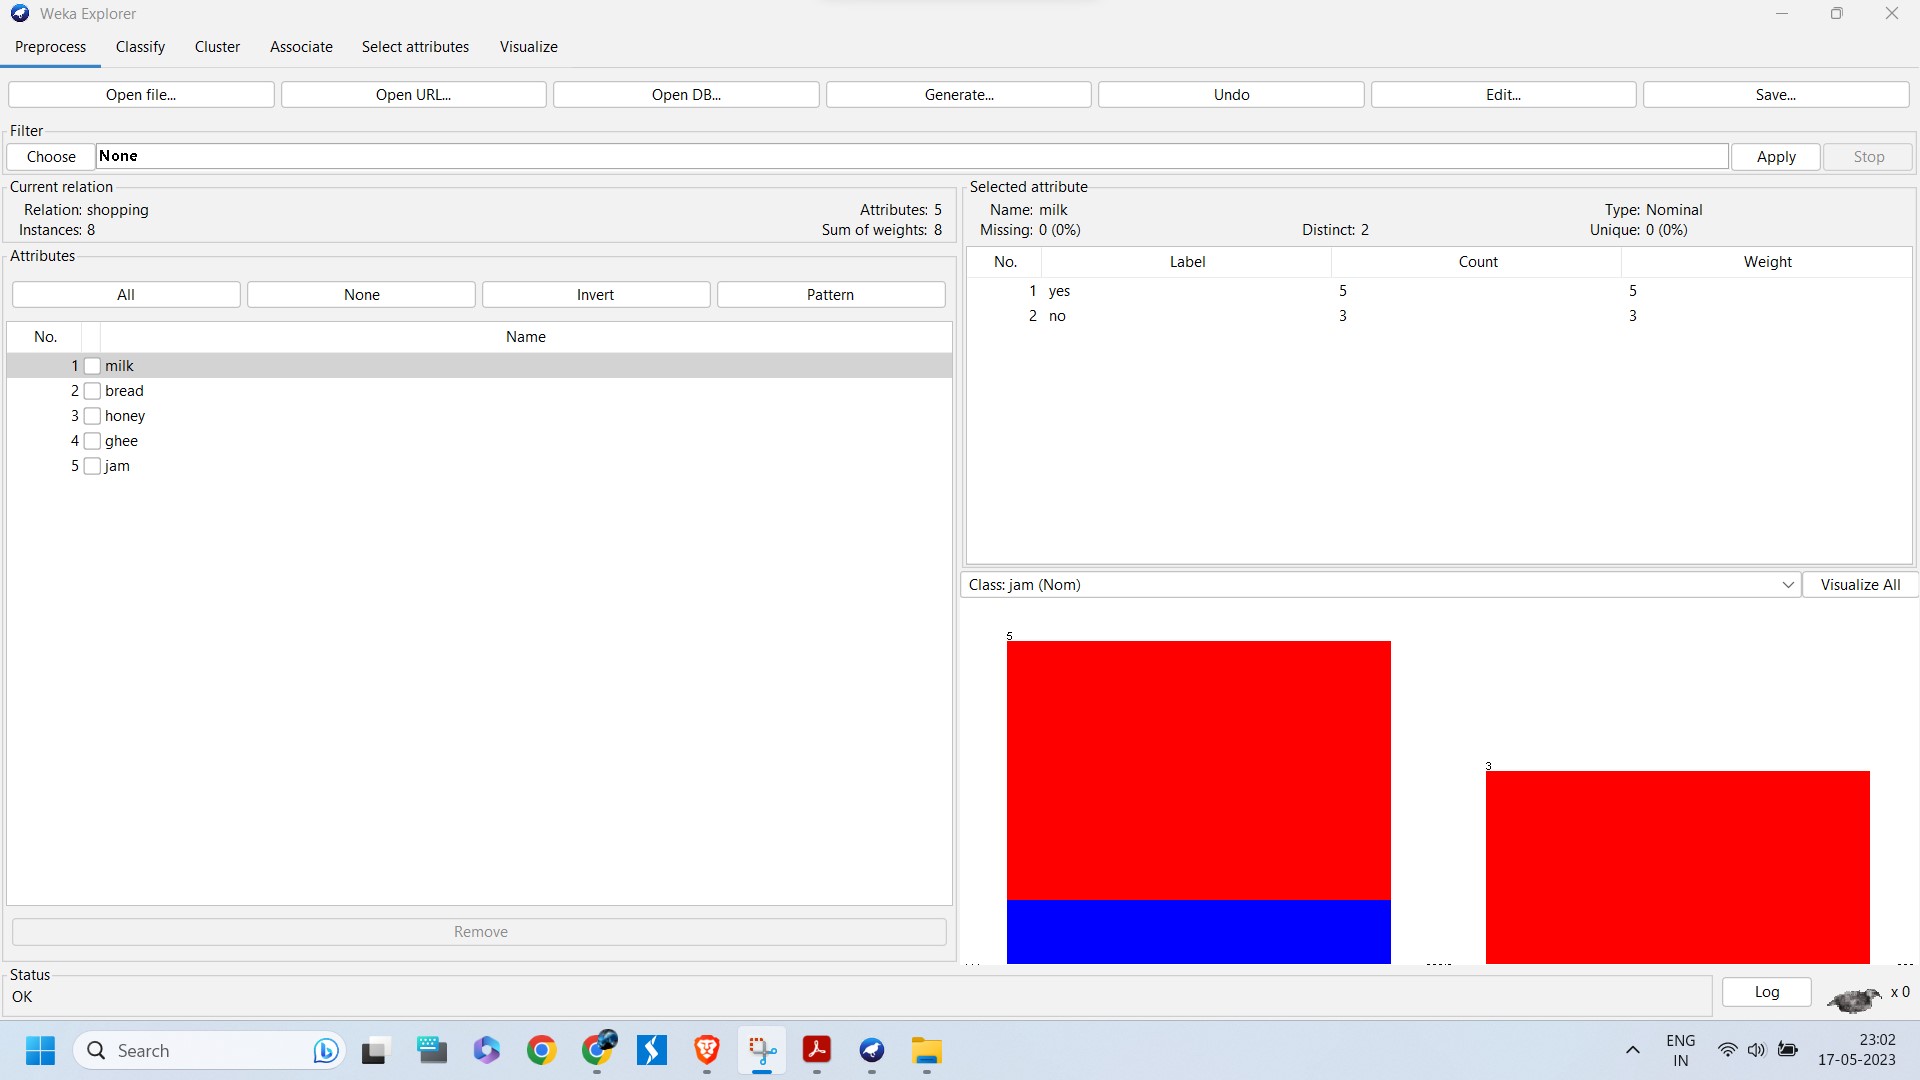 Weka Explorer
Preprocess Classify Cluster Associate Select attributes Visualize
Open file... Open URL... Open DB... Generate... Undo Edit... Save...
Filter
Choose None Apply Stop
Current relation
Relation: shopping Attributes: 5
Instances: 8 Sum of weights: 8
Attributes
All None Invert Pattern
No. Name
1 milk
2 bread
3 honey
4 ghee
5 jam
Remove
Selected attribute
Name: milk Type: Nominal
Missing: 0 (0%) Distinct: 2 Unique: 0 (0%)
No. Label Count Weight
1 yes 5 5
2 no 3 3
Class: jam (Nom) Visualize All
5
3
Status
OK
Log x 0
Search
ENG
IN
23:02
17-05-2023